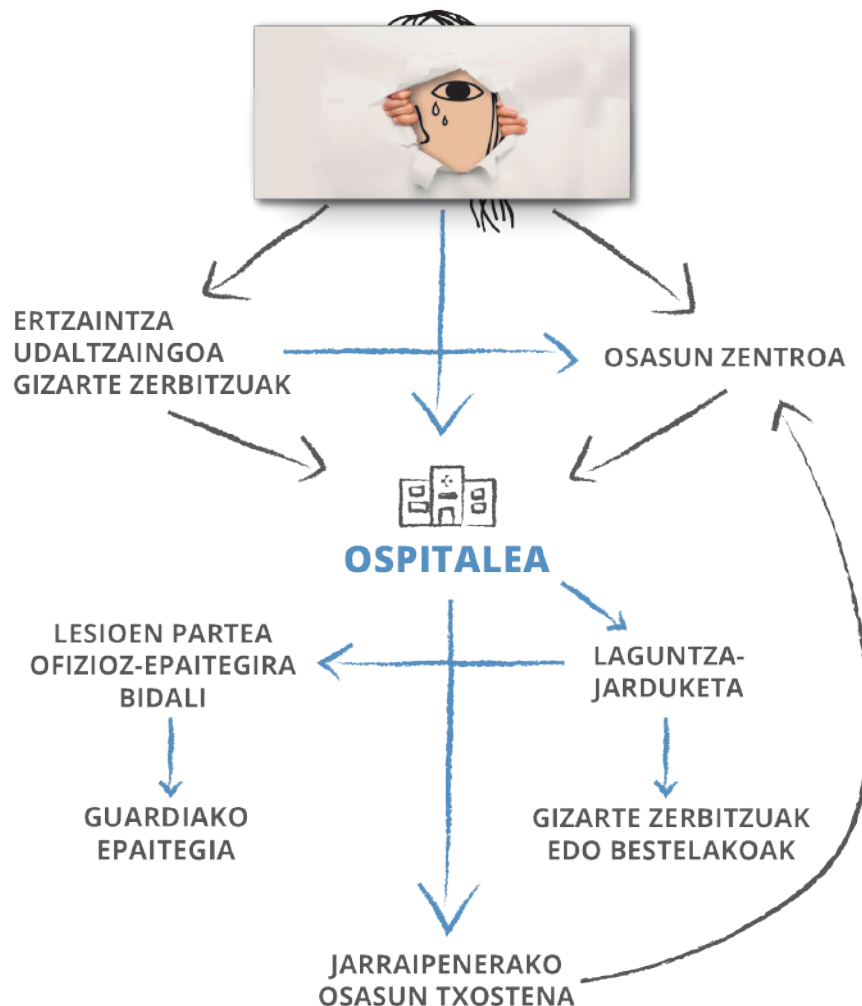 ERTZAINTZA
UDALTZAINGOA
GIZARTE ZERBITZUAK
OSASUN ZENTROA
OSPITALEA
LESIOEN PARTEA
OFIZIOZ-EPAITEGIRA
BIDALI
LAGUNTZA-
JARDUKETA
GUARDIAKO
EPAITEGIA
GIZARTE ZERBITZUAK
EDO BESTELAKOAK
JARRAIPENERAKO
OSASUN TXOSTENA